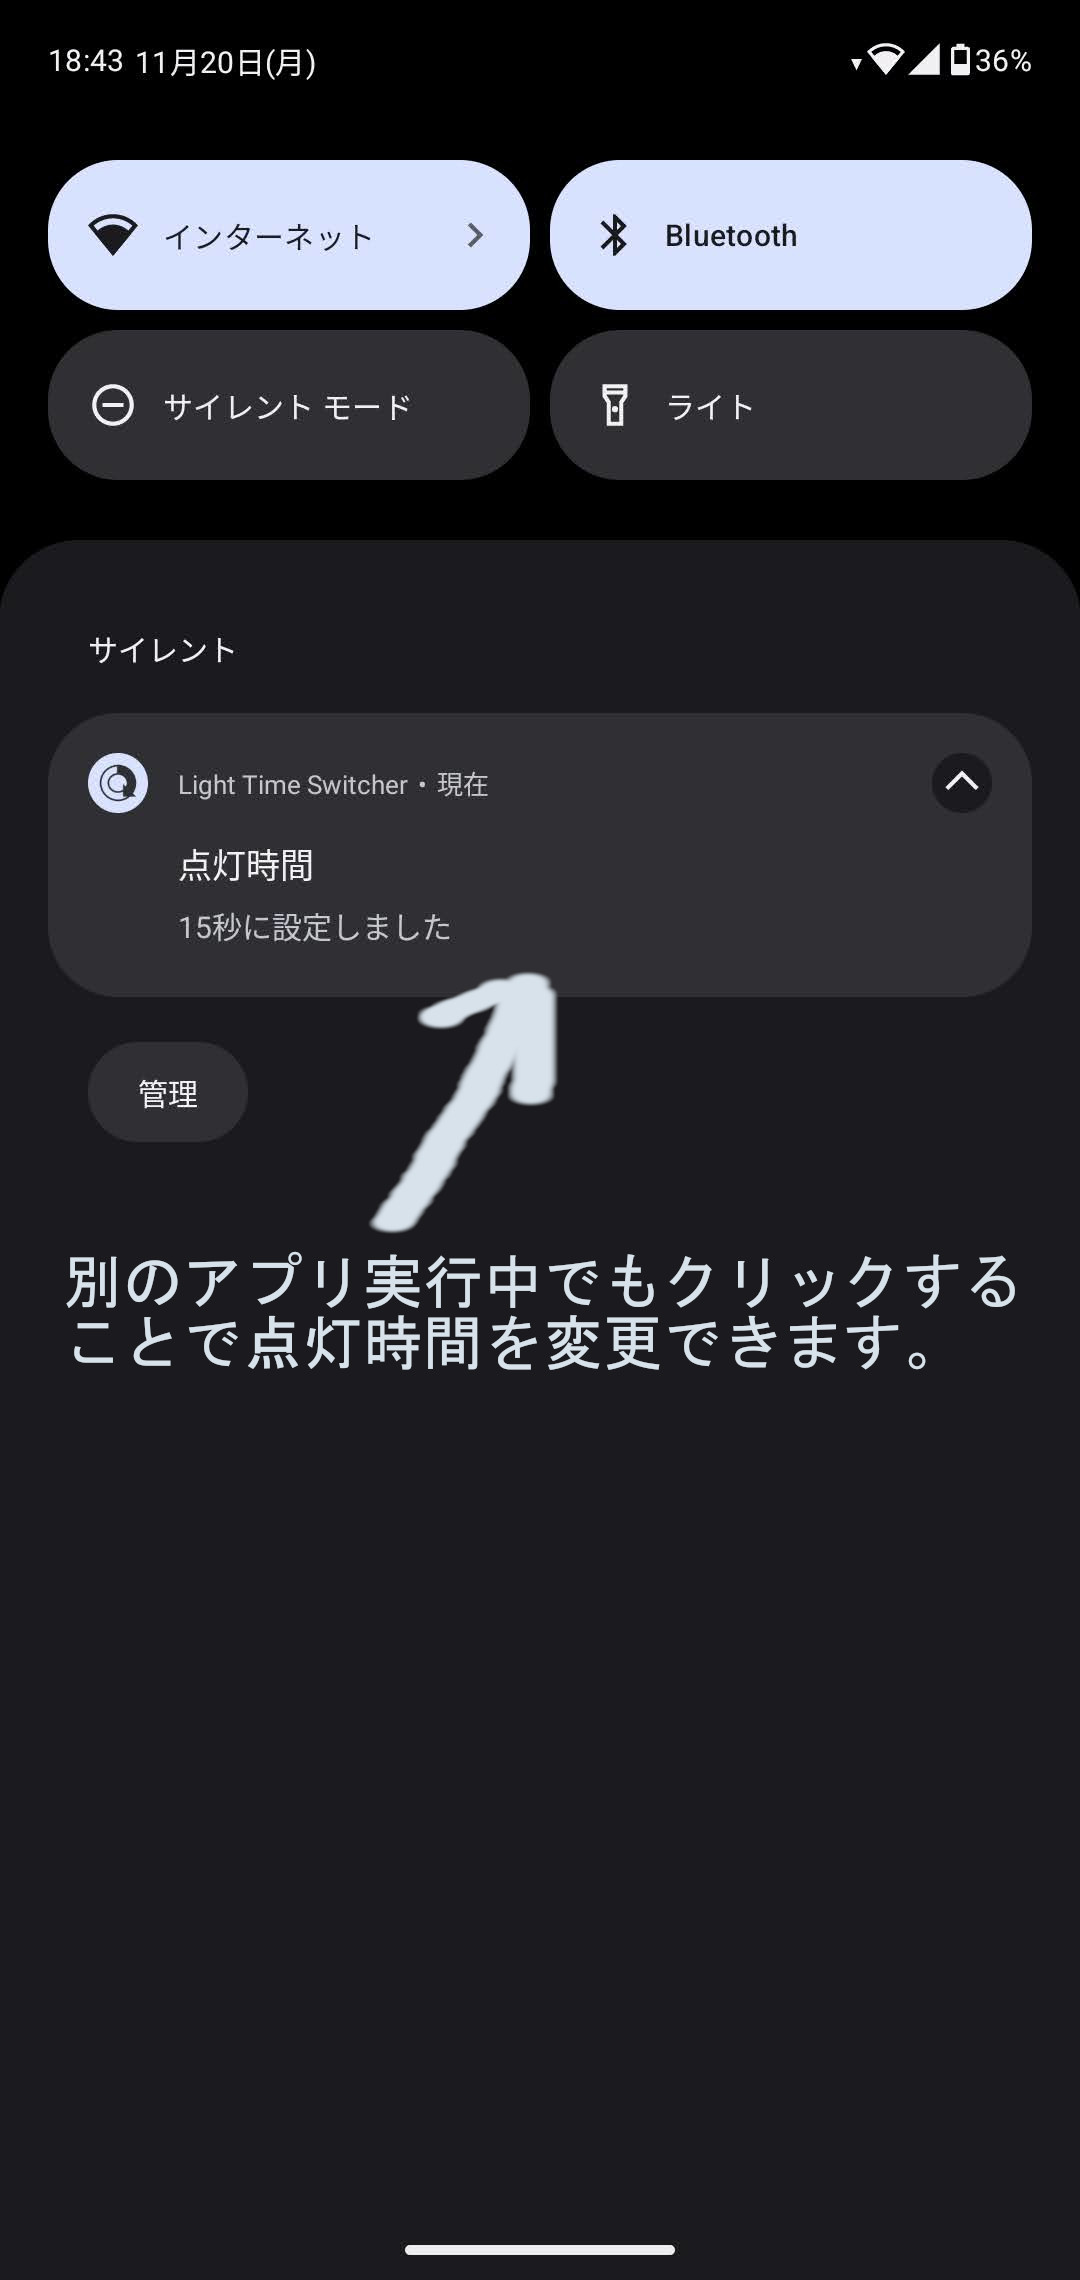 18:43 11月20日(月) 36%
インターネット Bluetooth
サイレント モード ライト
サイレント
Light Time Switcher・現在
点灯時間
15秒に設定しました
管理
別のアプリ実行中でもクリックする
ことで点灯時間を変更できます。